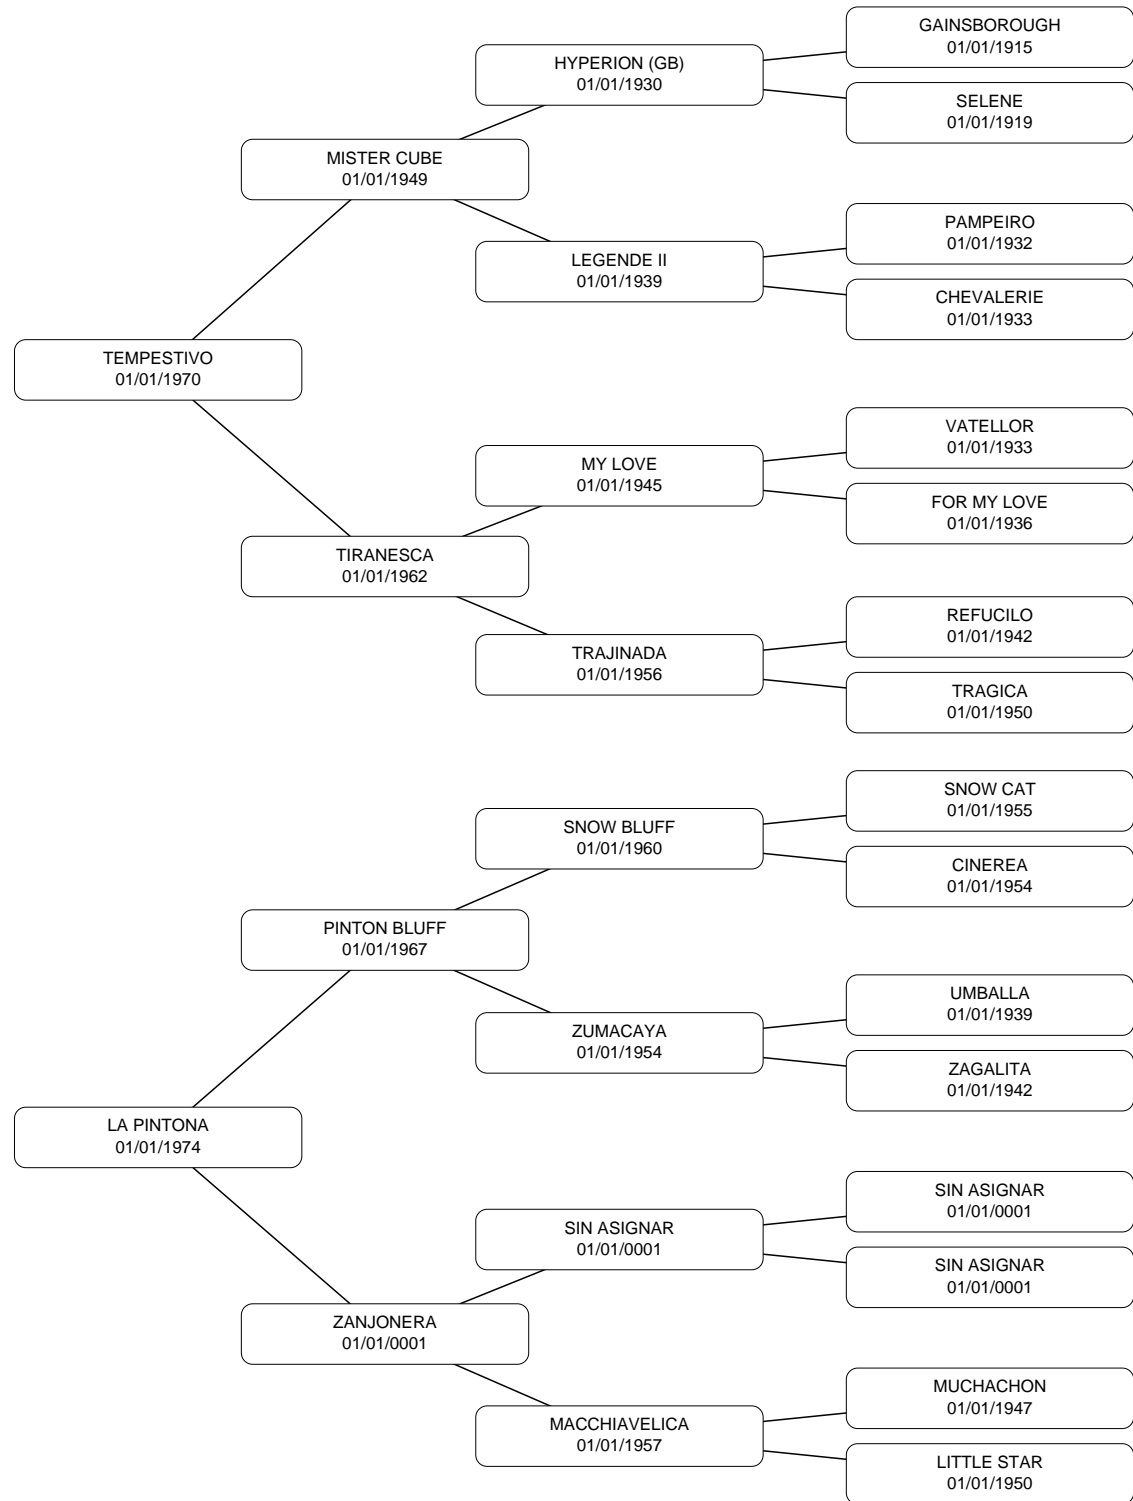 GAINSBOROUGH
01/01/1915
HYPERION (GB)
01/01/1930
SELENE
01/01/1919
MISTER CUBE
01/01/1949
PAMPEIRO
01/01/1932
LEGENDE II
01/01/1939
CHEVALERIE
01/01/1933
TEMPESTIVO
01/01/1970
VATELLOR
01/01/1933
MY LOVE
01/01/1945
FOR MY LOVE
01/01/1936
TIRANESCA
01/01/1962
REFUCILO
01/01/1942
TRAJINADA
01/01/1956
TRAGICA
01/01/1950
SNOW CAT
01/01/1955
SNOW BLUFF
01/01/1960
CINEREA
01/01/1954
PINTON BLUFF
01/01/1967
UMBALLA
01/01/1939
ZUMACAYA
01/01/1954
ZAGALITA
01/01/1942
LA PINTONA
01/01/1974
SIN ASIGNAR
01/01/0001
SIN ASIGNAR
01/01/0001
SIN ASIGNAR
01/01/0001
ZANJONERA
01/01/0001
MUCHACHON
01/01/1947
MACCHIAVELICA
01/01/1957
LITTLE STAR
01/01/1950